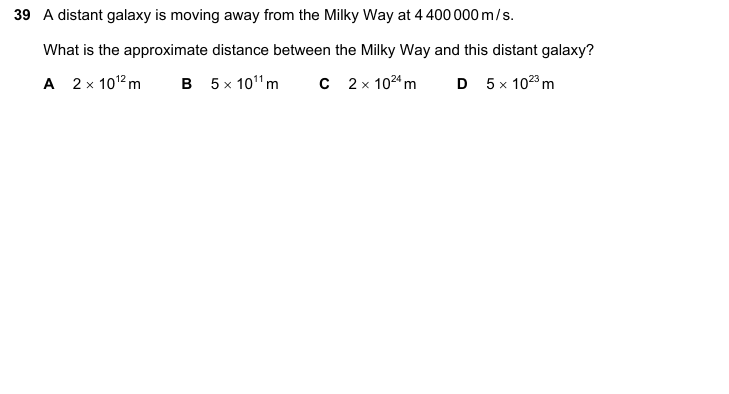 39 A distant galaxy is moving away from the Milky Way at 4 400 000 m / s.
What is the approximate distance between the Milky Way and this distant galaxy?
A 2 × 10¹² m B 5 × 10¹¹ m C 2 × 10²⁴ m D 5 × 10²³ m